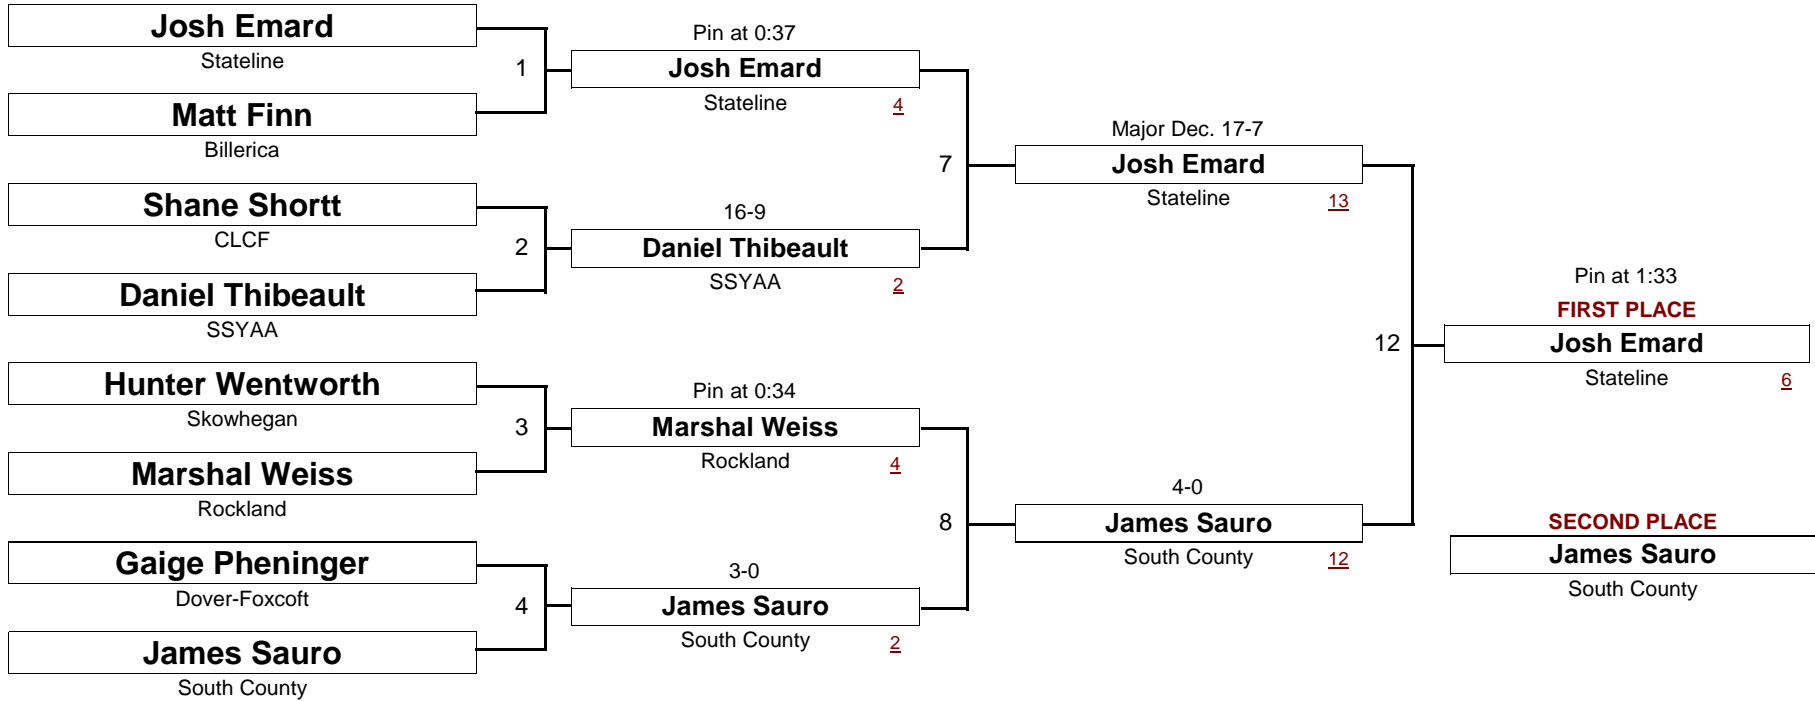 Josh Emard
Stateline
1
Matt Finn
Billerica
Shane Shortt
CLCF
2
Daniel Thibeault
SSYAA
Hunter Wentworth
Skowhegan
3
Marshal Weiss
Rockland
Gaige Pheninger
Dover-Foxcoft
4
James Sauro
South County
Pin at 0:37
Josh Emard
Stateline 4
7
16-9
Daniel Thibeault
SSYAA 2
Pin at 0:34
Marshal Weiss
Rockland 4
8
3-0
James Sauro
South County 2
Major Dec. 17-7
Josh Emard
Stateline 13
12
4-0
James Sauro
South County 12
Pin at 1:33
FIRST PLACE
Josh Emard
Stateline 6
SECOND PLACE
James Sauro
South County